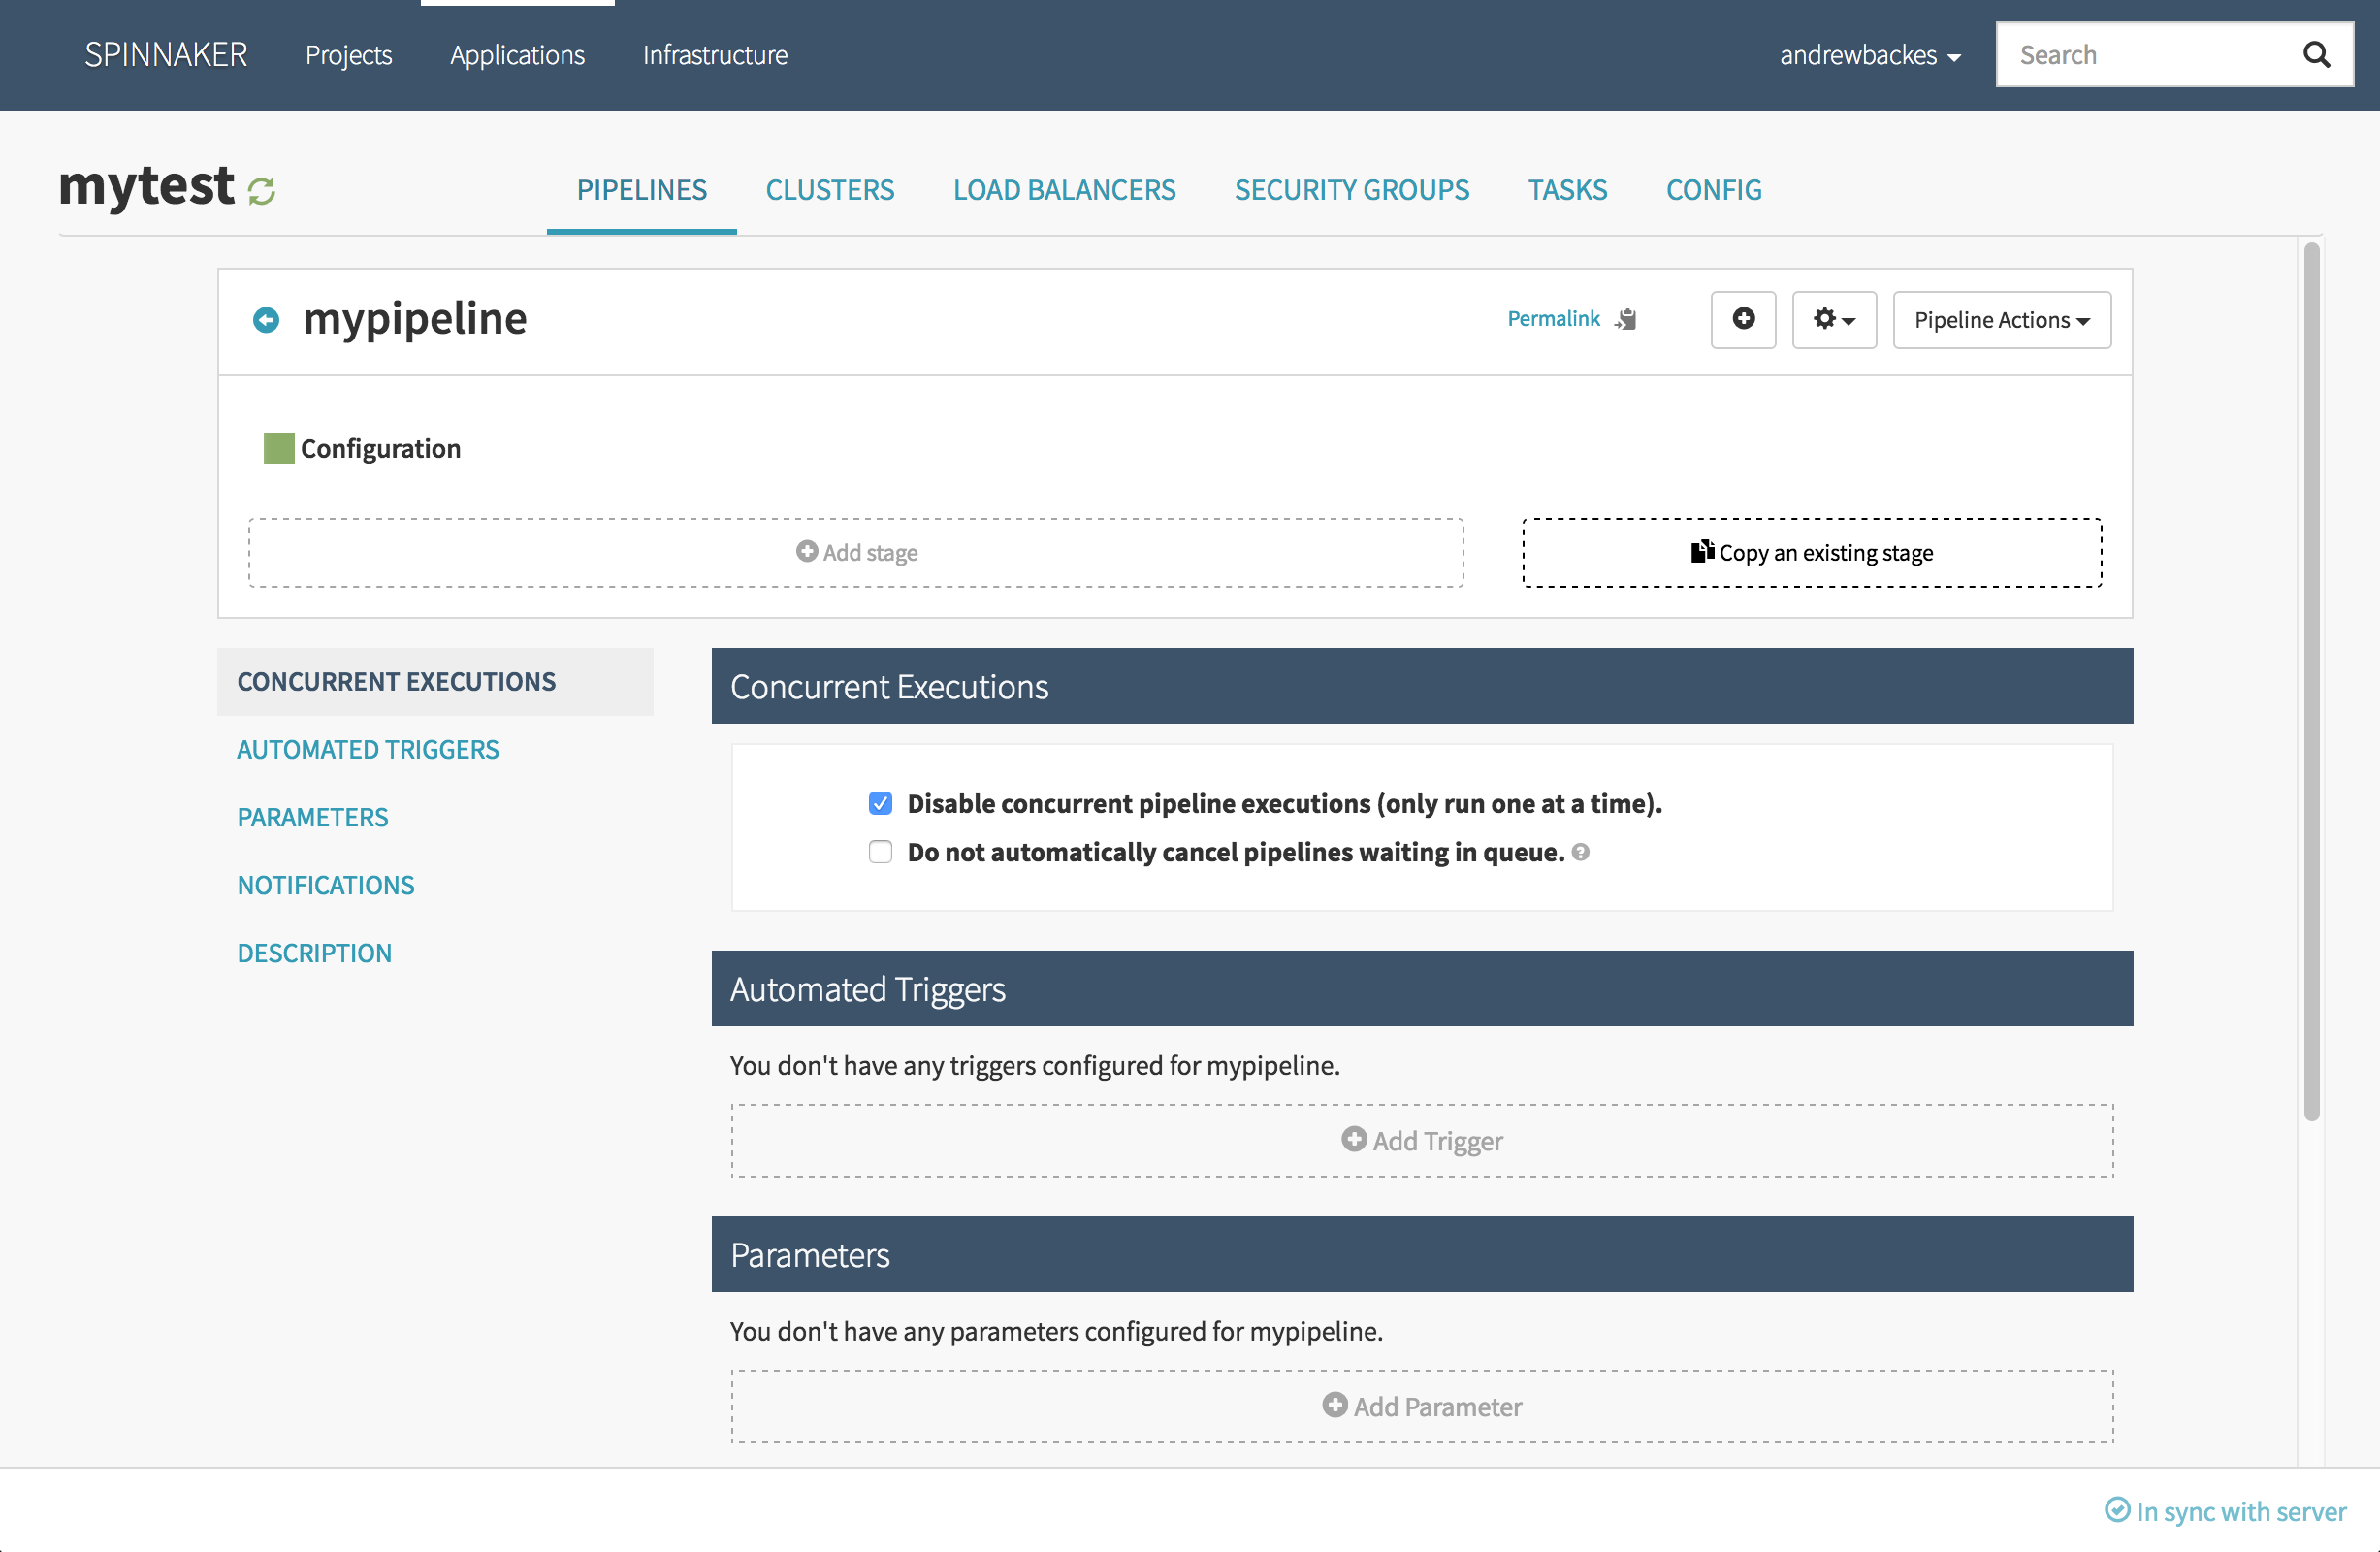 SPINNAKER Projects Applications Infrastructure andrewbackes Search
mytest PIPELINES CLUSTERS LOAD BALANCERS SECURITY GROUPS TASKS CONFIG
mypipeline Permalink Pipeline Actions
Configuration
Add stage Copy an existing stage
CONCURRENT EXECUTIONS
AUTOMATED TRIGGERS
PARAMETERS
NOTIFICATIONS
DESCRIPTION
Concurrent Executions
Disable concurrent pipeline executions (only run one at a time).
Do not automatically cancel pipelines waiting in queue. ?
Automated Triggers
You don't have any triggers configured for mypipeline.
Add Trigger
Parameters
You don't have any parameters configured for mypipeline.
Add Parameter
In sync with server